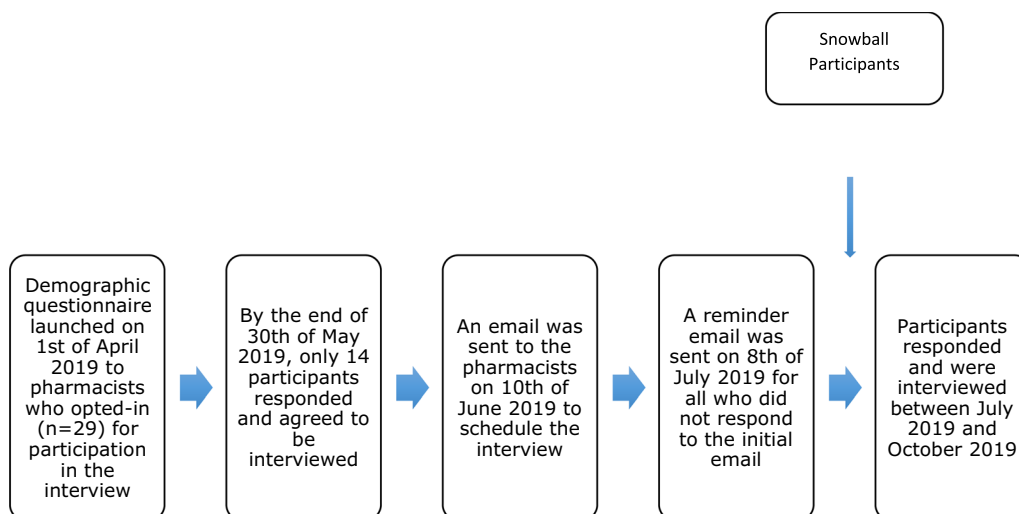 Snowball
Participants
Demographic
questionnaire
launched on
1st of April
2019 to
pharmacists
who opted-in
(n=29) for
participation
in the
interview
By the end of
30th of May
2019, only 14
participants
responded
and agreed to
be
interviewed
An email was
sent to the
pharmacists
on 10th of
June 2019 to
schedule the
interview
A reminder
email was
sent on 8th of
July 2019 for
all who did
not respond
to the initial
email
Participants
responded
and were
interviewed
between July
2019 and
October 2019